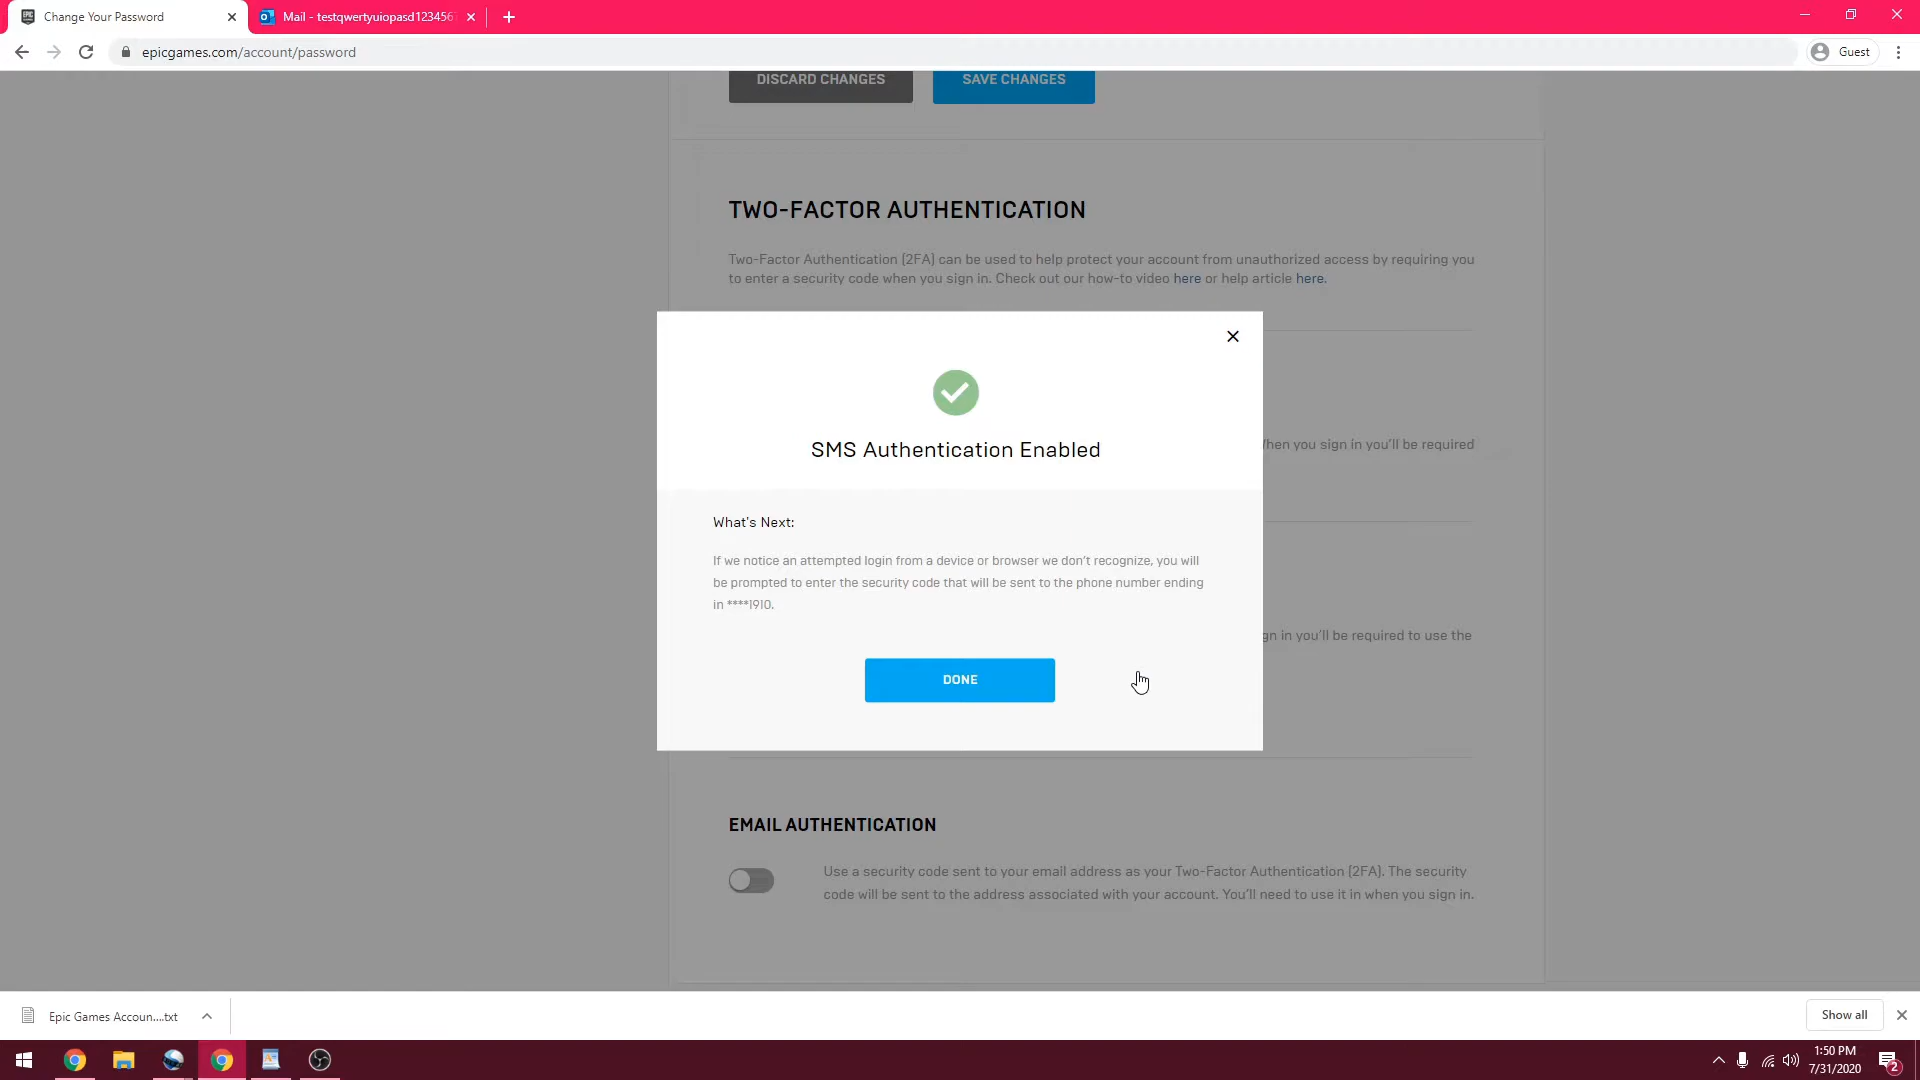 Change Your Password
Mail - testqwertyuiopasd123456
epicgames.com/account/password
Guest
DISCARD CHANGES
SAVE CHANGES
TWO-FACTOR AUTHENTICATION
Two-Factor Authentication (2FA) can be used to help protect your account from unauthorized access by requiring you
to enter a security code when you sign in. Check out our how-to video here or help article here.
SMS Authentication Enabled
hen you sign in you'll be required
What's Next:
If we notice an attempted login from a device or browser we don't recognize, you will
be prompted to enter the security code that will be sent to the phone number ending
in ****1910.
gn in you'll be required to use the
DONE
EMAIL AUTHENTICATION
Use a security code sent to your email address as your Two-Factor Authentication (2FA). The security
code will be sent to the address associated with your account. You'll need to use it in when you sign in.
Epic Games Accoun....txt
Show all
1:50 PM
7/31/2020
2